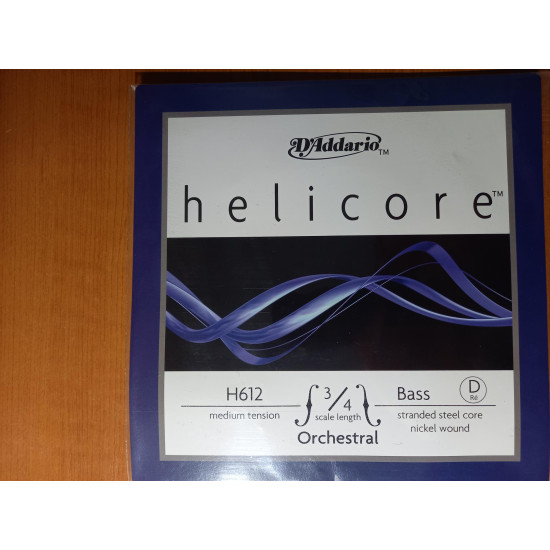 D'Addario™
helicore™
H612 3/4 Bass D
medium tension scale length stranded steel core Ré
Orchestral nickel wound